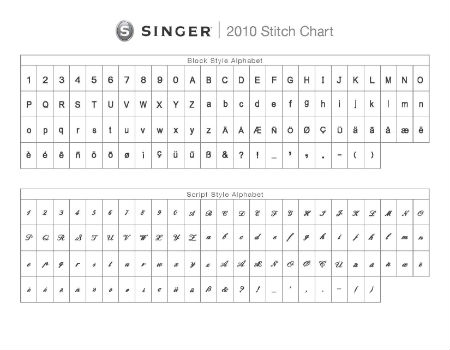 SINGER | 2010 Stitch Chart
Block Style Alphabet
1 2 3 4 5 6 7 8 9 0 A B C D E F G H I J K L M N O
P Q R S T U V W X Y Z a b c d e f g h i j k l m n
o p q r s t u v w x y z Ä Å Æ Ñ Ö Ø Ç Ü ä å æ
é ñ ö ø ç ü ß & ? ! _ ' , . - ( )
Script Style Alphabet
1 2 3 4 5 6 7 8 9 0 A B C D E F G H I J K L M N O
P Q R S T U V W X Y Z a b c d e f g h i j k l m n
o p q r s t u v w x y z Ä Å Æ Ñ Ö Ø Ç Ü ä å æ
ß & ? ! _ ' , . - ( )